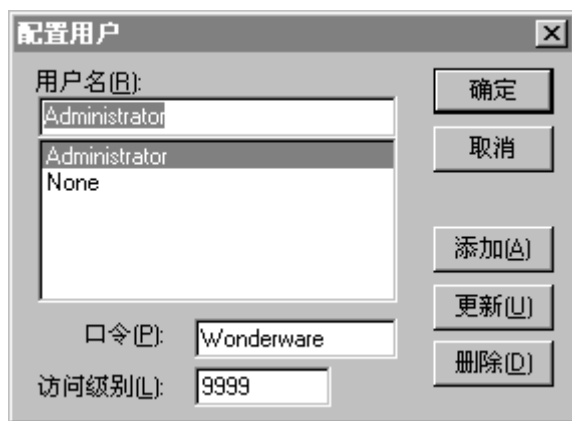 配置用户
用户名(R):
Administrator
Administrator
None
口令(P):
Wonderware
访问级别(L):
9999
确定
取消
添加(A)
更新(U)
删除(D)